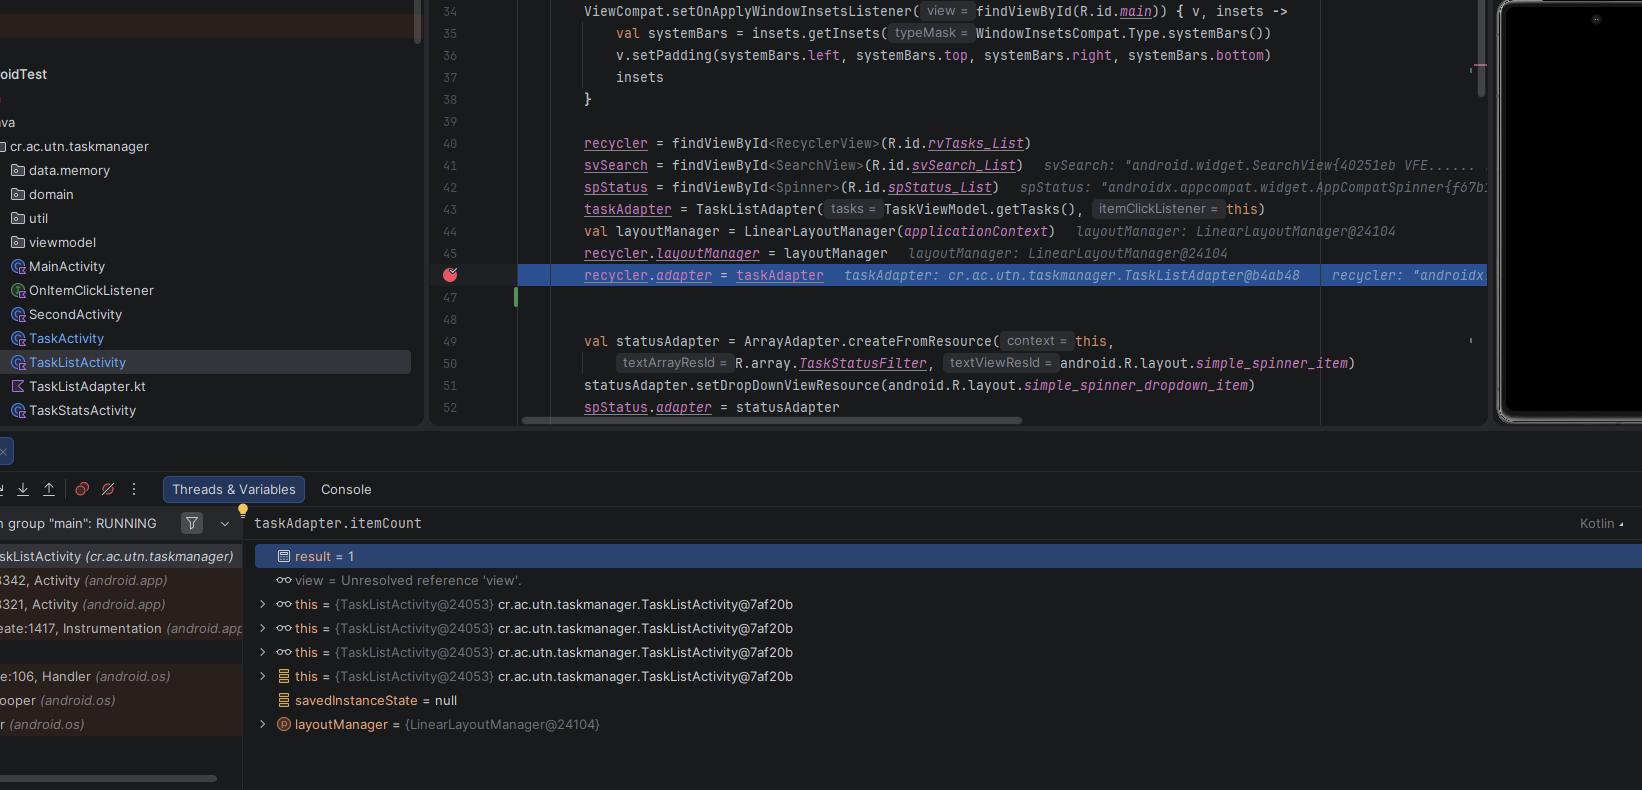 oidTest
va
cr.ac.utn.taskmanager
data.memory
domain
util
viewmodel
MainActivity
OnItemClickListener
SecondActivity
TaskActivity
TaskListActivity
TaskListAdapter.kt
TaskStatsActivity
34 ViewCompat.setOnApplyWindowInsetsListener( view = findViewById(R.id.main)) { v, insets ->
35 val systemBars = insets.getInsets( typeMask = WindowInsetsCompat.Type.systemBars())
36 v.setPadding(systemBars.left, systemBars.top, systemBars.right, systemBars.bottom)
37 insets
38 }
39
40 recycler = findViewById<RecyclerView>(R.id.rvTasks_List)
41 svSearch = findViewById<SearchView>(R.id.svSearch_List) svSearch: "android.widget.SearchView{40251eb VFE...... .
42 spStatus = findViewById<Spinner>(R.id.spStatus_List) spStatus: "androidx.appcompat.widget.AppCompatSpinner{f67b
43 taskAdapter = TaskListAdapter( tasks = TaskViewModel.getTasks(), itemClickListener = this)
44 val layoutManager = LinearLayoutManager(applicationContext) layoutManager: LinearLayoutManager@24104
45 recycler.layoutManager = layoutManager layoutManager: LinearLayoutManager@24104
recycler.adapter = taskAdapter taskAdapter: cr.ac.utn.taskmanager.TaskListAdapter@b4ab48 recycler: "androidx
47
48
49 val statusAdapter = ArrayAdapter.createFromResource( context = this,
50 textArrayResId = R.array.TaskStatusFilter, textViewResId = android.R.layout.simple_spinner_item)
51 statusAdapter.setDropDownViewResource(android.R.layout.simple_spinner_dropdown_item)
52 spStatus.adapter = statusAdapter
Threads & Variables Console
n group "main": RUNNING
skListActivity (cr.ac.utn.taskmanager)
3342, Activity (android.app)
3321, Activity (android.app)
eate:1417, Instrumentation (android.app
e:106, Handler (android.os)
ooper (android.os)
r (android.os)
taskAdapter.itemCount Kotlin
result = 1
view = Unresolved reference 'view'.
this = {TaskListActivity@24053} cr.ac.utn.taskmanager.TaskListActivity@7af20b
this = {TaskListActivity@24053} cr.ac.utn.taskmanager.TaskListActivity@7af20b
this = {TaskListActivity@24053} cr.ac.utn.taskmanager.TaskListActivity@7af20b
this = {TaskListActivity@24053} cr.ac.utn.taskmanager.TaskListActivity@7af20b
savedInstanceState = null
layoutManager = {LinearLayoutManager@24104}